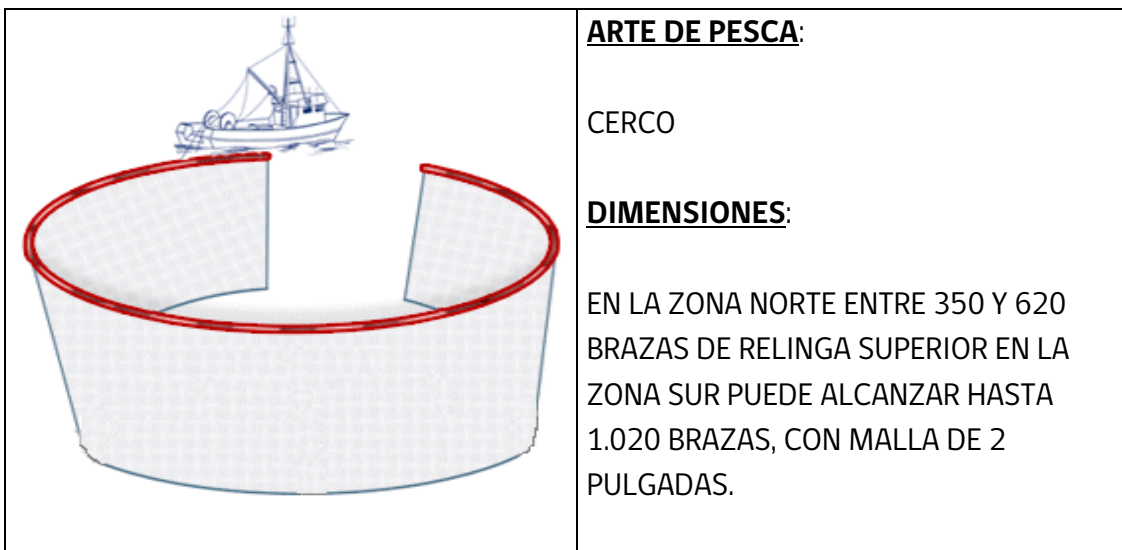 ARTE DE PESCA:
CERCO
DIMENSIONES:
EN LA ZONA NORTE ENTRE 350 Y 620
BRAZAS DE RELINGA SUPERIOR EN LA
ZONA SUR PUEDE ALCANZAR HASTA
1.020 BRAZAS, CON MALLA DE 2
PULGADAS.